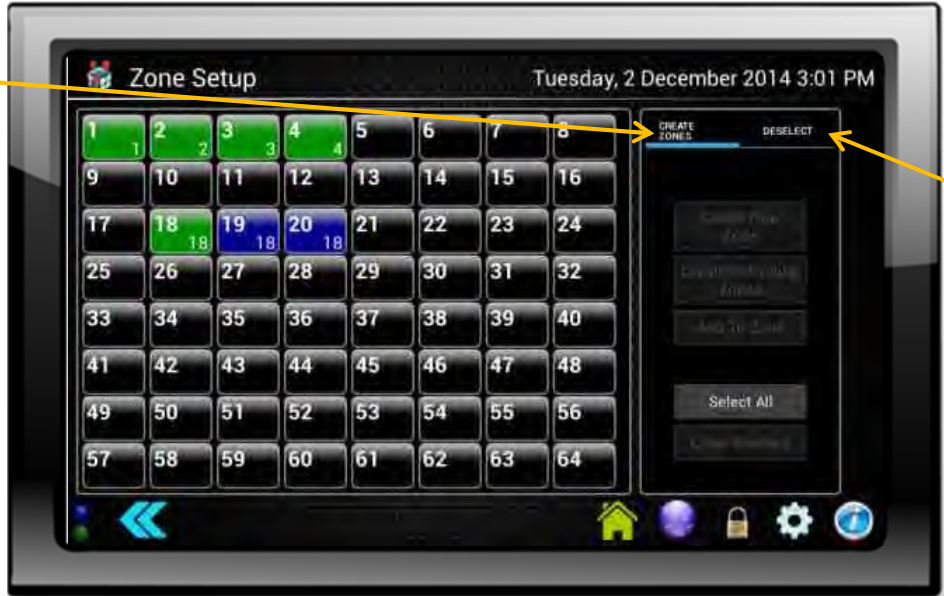 Zone Setup Tuesday, 2 December 2014 3:01 PM
1 1 2 2 3 3 4 4 5 6 7 8
CREATE ZONES DESELECT
9 10 11 12 13 14 15 16
17 18 18 19 18 20 18 21 22 23 24
25 26 27 28 29 30 31 32
33 34 35 36 37 38 39 40
Add To Zone
41 42 43 44 45 46 47 48
49 50 51 52 53 54 55 56
Select All
57 58 59 60 61 62 63 64